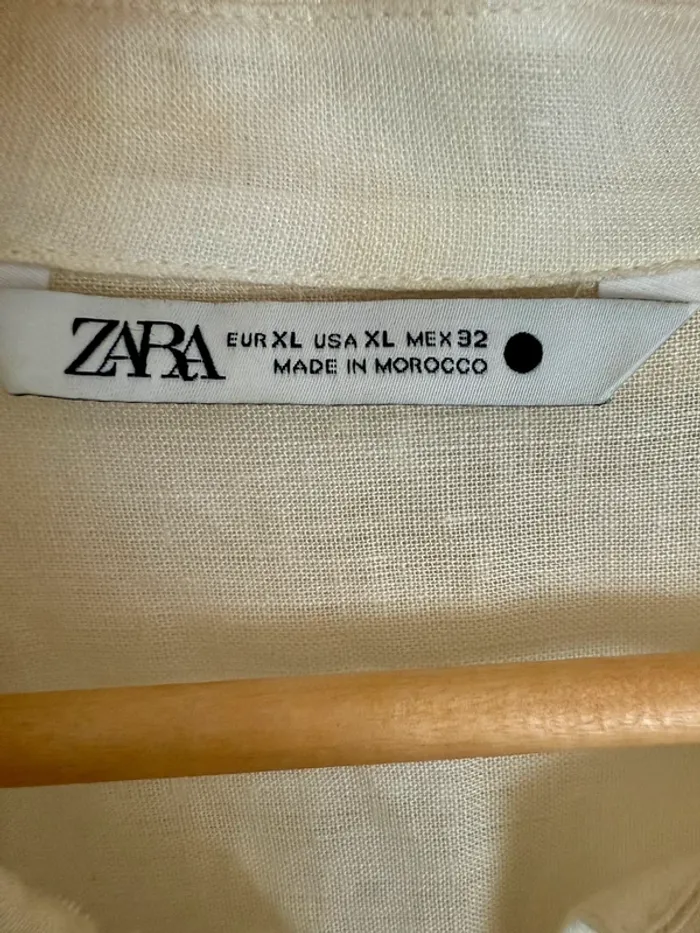 ZARA
EUR XL USA XL MEX 32
MADE IN MOROCCO